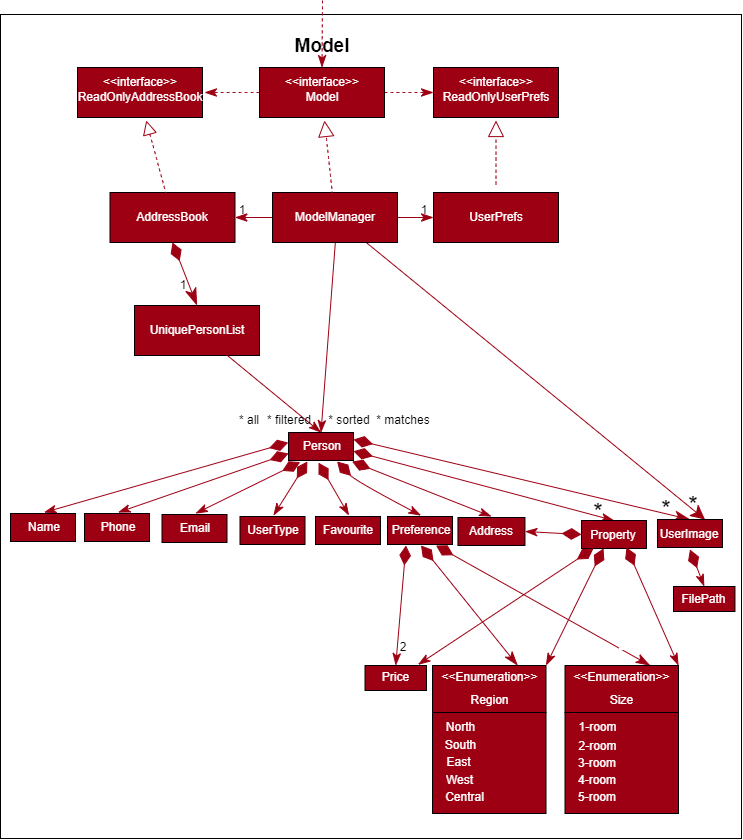 Model
<<interface>>
ReadOnlyAddressBook
<<interface>>
Model
<<interface>>
ReadOnlyUserPrefs
AddressBook
1
ModelManager
1
UserPrefs
1
UniquePersonList
* all * filtered * sorted * matches
Person
* * *
Name
Phone
Email
UserType
Favourite
Preference
Address
Property
UserImage
FilePath
2
Price
<<Enumeration>>
Region
North
South
East
West
Central
<<Enumeration>>
Size
1-room
2-room
3-room
4-room
5-room